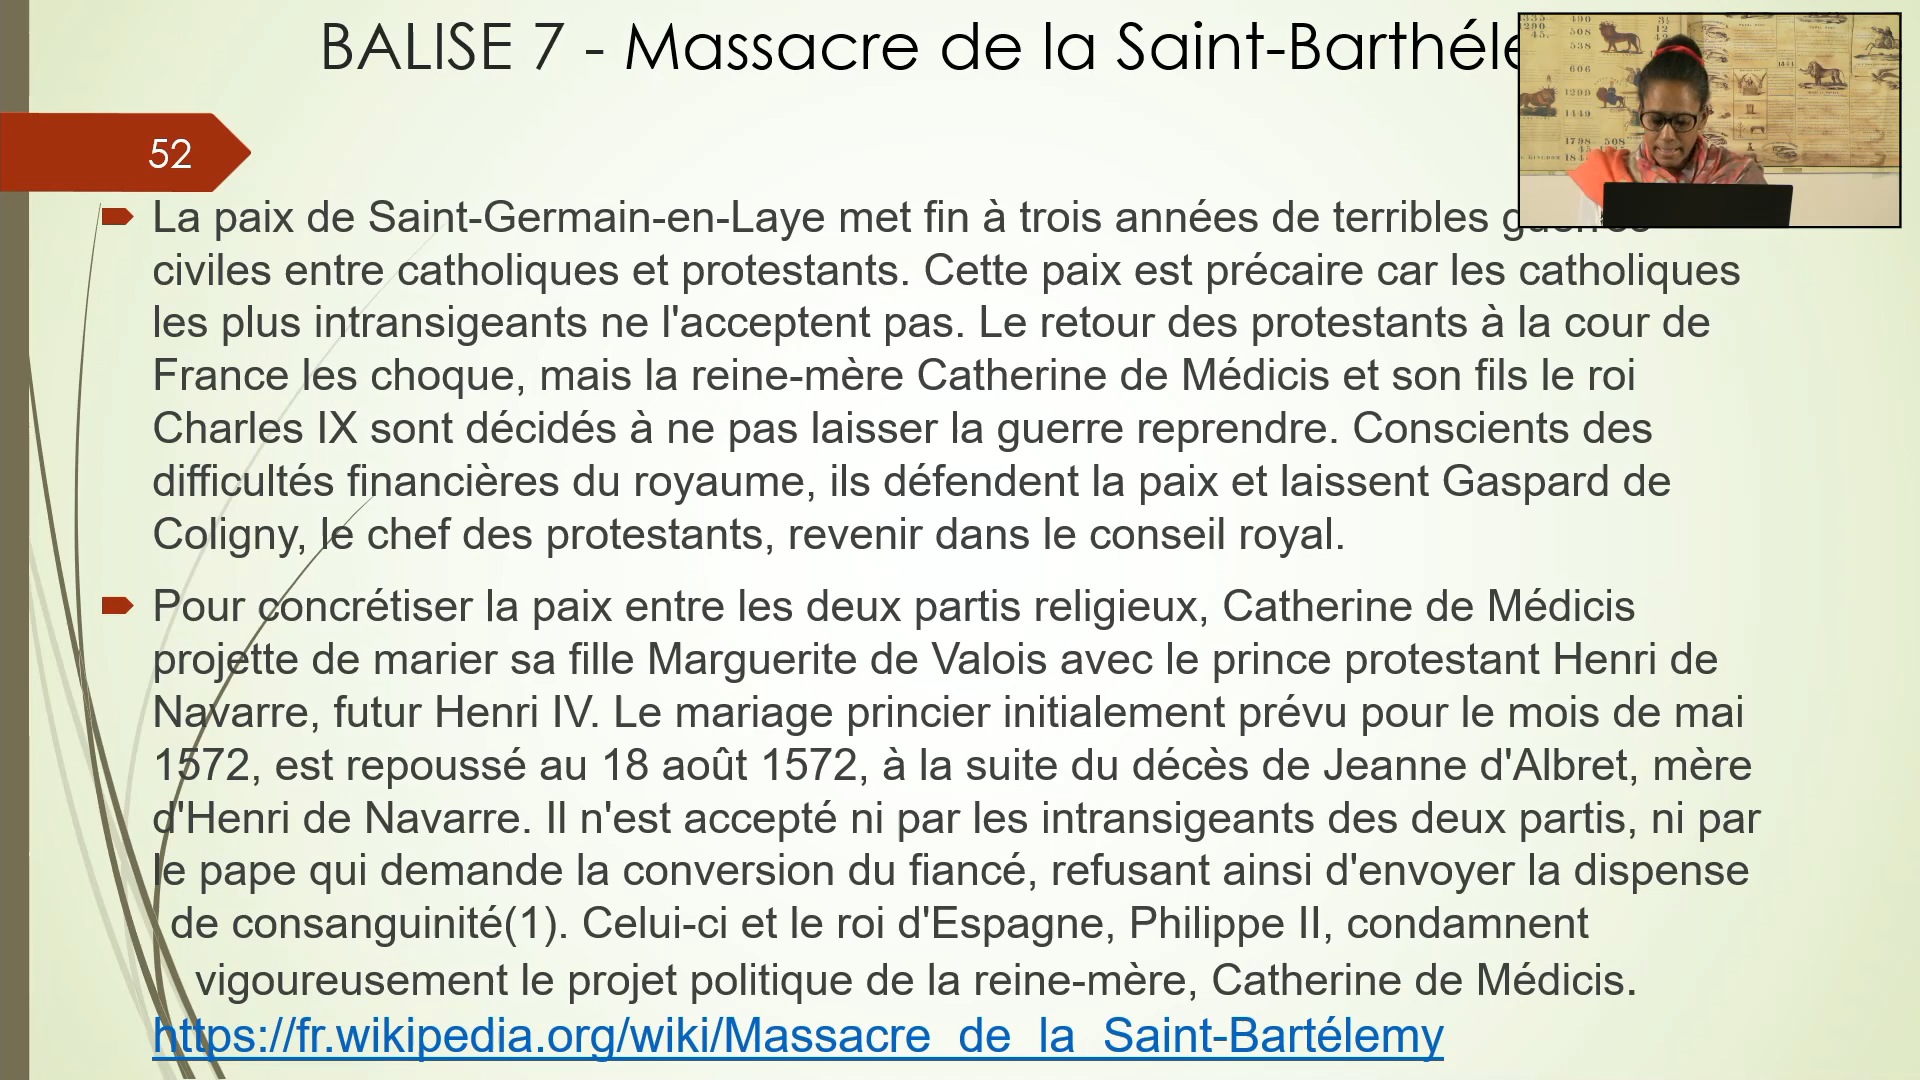 BALISE 7 - Massacre de la Saint-Barthéle
52
La paix de Saint-Germain-en-Laye met fin à trois années de terribles guerres
civiles entre catholiques et protestants. Cette paix est précaire car les catholiques
les plus intransigeants ne l'acceptent pas. Le retour des protestants à la cour de
France les choque, mais la reine-mère Catherine de Médicis et son fils le roi
Charles IX sont décidés à ne pas laisser la guerre reprendre. Conscients des
difficultés financières du royaume, ils défendent la paix et laissent Gaspard de
Coligny, le chef des protestants, revenir dans le conseil royal.
Pour concrétiser la paix entre les deux partis religieux, Catherine de Médicis
projette de marier sa fille Marguerite de Valois avec le prince protestant Henri de
Navarre, futur Henri IV. Le mariage princier initialement prévu pour le mois de mai
1572, est repoussé au 18 août 1572, à la suite du décès de Jeanne d'Albret, mère
d'Henri de Navarre. Il n'est accepté ni par les intransigeants des deux partis, ni par
le pape qui demande la conversion du fiancé, refusant ainsi d'envoyer la dispense
de consanguinité(1). Celui-ci et le roi d'Espagne, Philippe II, condamnent
vigoureusement le projet politique de la reine-mère, Catherine de Médicis.
https://fr.wikipedia.org/wiki/Massacre_de_la_Saint-Bartélemy
490
508
538
606
1290
1449
1798 508